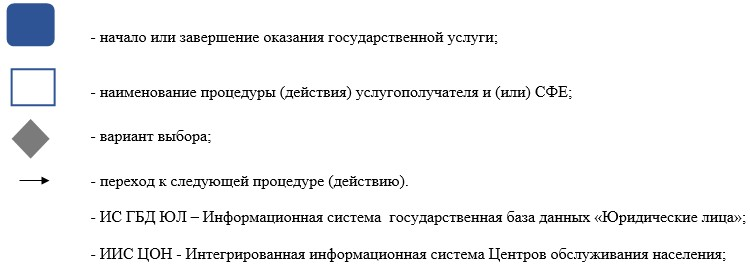 - начало или завершение оказания государственной услуги;
- наименование процедуры (действия) услугополучателя и (или) СФЕ;
- вариант выбора;
- переход к следующей процедуре (действию).
- ИС ГБД ЮЛ – Информационная система государственная база данных «Юридические лица»;
- ИИС ЦОН - Интегрированная информационная система Центров обслуживания населения;